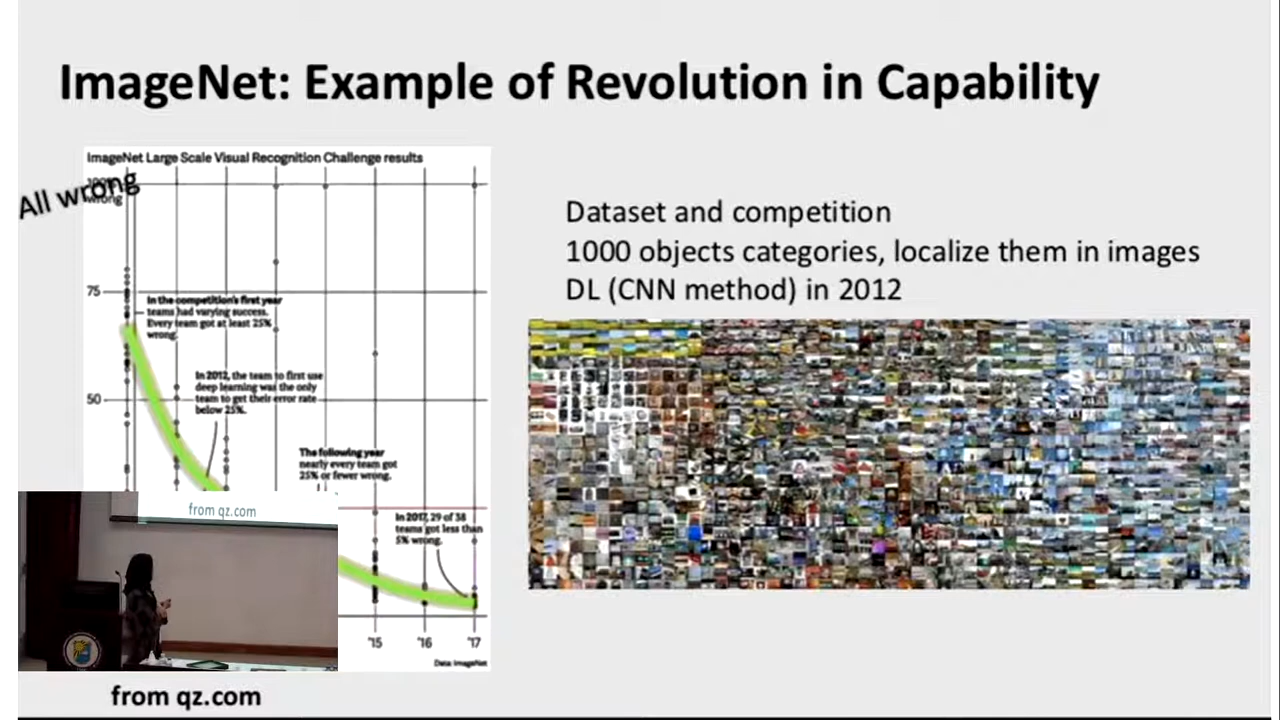 ImageNet: Example of Revolution in Capability
ImageNet Large Scale Visual Recognition Challenge results
All wrong
100%
wrong
75
In the competition's first year
teams had varying success.
Every team got at least 25%
wrong.
In 2012, the team to first use
deep learning was the only
team to get their error rate
below 25%.
50
The following year
nearly every team got
25% or fewer wrong.
In 2017, 29 of 38
teams got less than
5% wrong.
'15 '16 '17
Data: ImageNet
from qz.com
from qz.com
Dataset and competition
1000 objects categories, localize them in images
DL (CNN method) in 2012